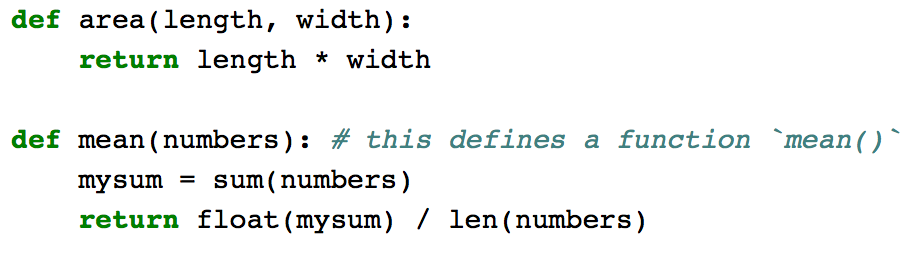 def area(length, width):
    return length * width
def mean(numbers): # this defines a function `mean()`
    mysum = sum(numbers)
    return float(mysum) / len(numbers)